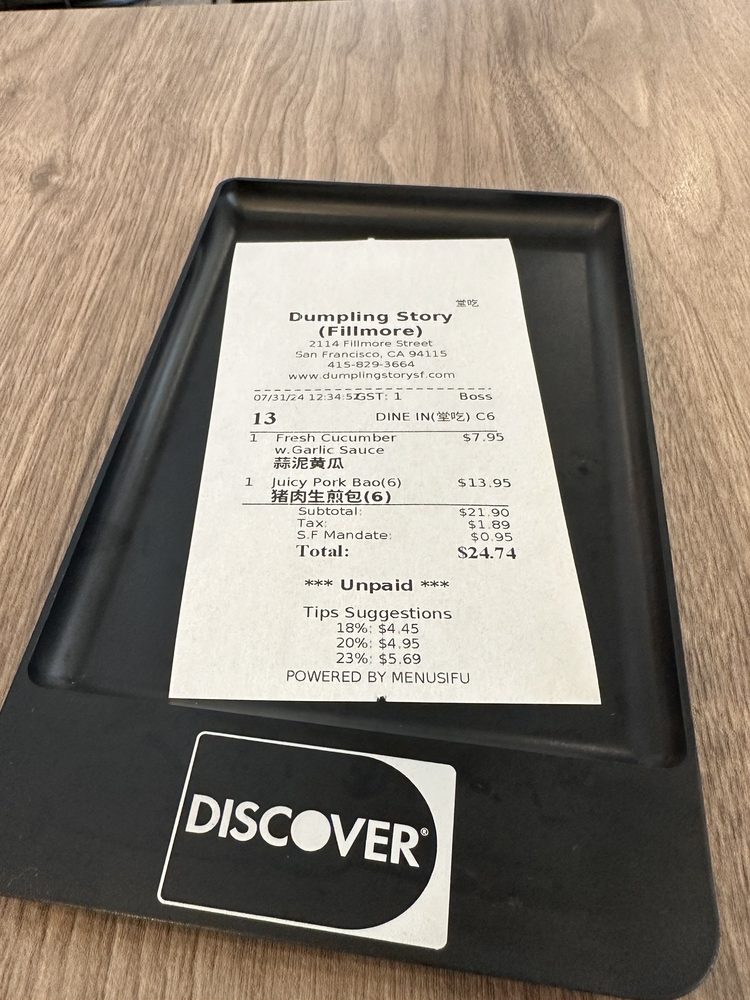 堂吃
Dumpling Story
(Fillmore)
2114 Fillmore Street
San Francisco, CA 94115
415-829-3664
www.dumplingstorysf.com
07/31/24 12:34:52 GST: 1 Boss
13 DINE IN(堂吃) C6
1 Fresh Cucumber $7.95
w.Garlic Sauce
蒜泥黄瓜
1 Juicy Pork Bao(6) $13.95
猪肉生煎包(6)
Subtotal: $21.90
Tax: $1.89
S.F Mandate: $0.95
Total: $24.74
*** Unpaid ***
Tips Suggestions
18%: $4.45
20%: $4.95
23%: $5.69
POWERED BY MENUSIFU
DISCOVER®